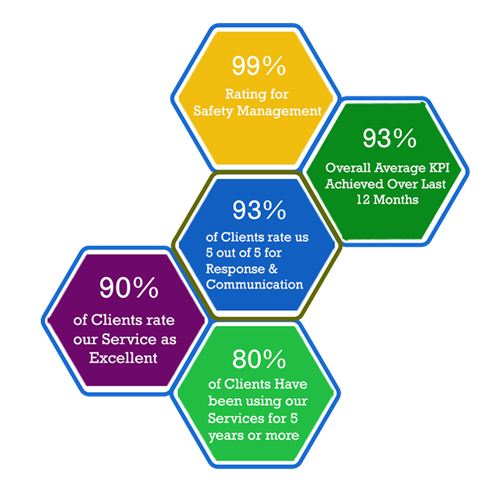 99%
Rating for
Safety Management
93%
Overall Average KPI
Achieved Over Last
12 Months
93%
of Clients rate us
5 out of 5 for
Response &
Communication
90%
of Clients rate
our Service as
Excellent
80%
of Clients Have
been using our
Services for 5
years or more